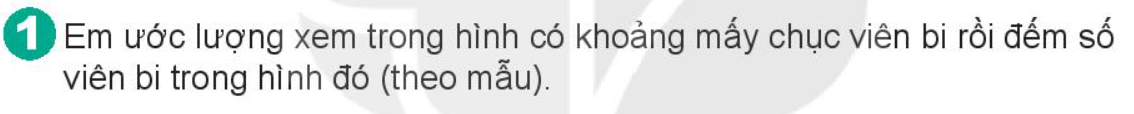 1 Em ước lượng xem trong hình có khoảng mấy chục viên bi rồi đếm số
viên bi trong hình đó (theo mẫu).